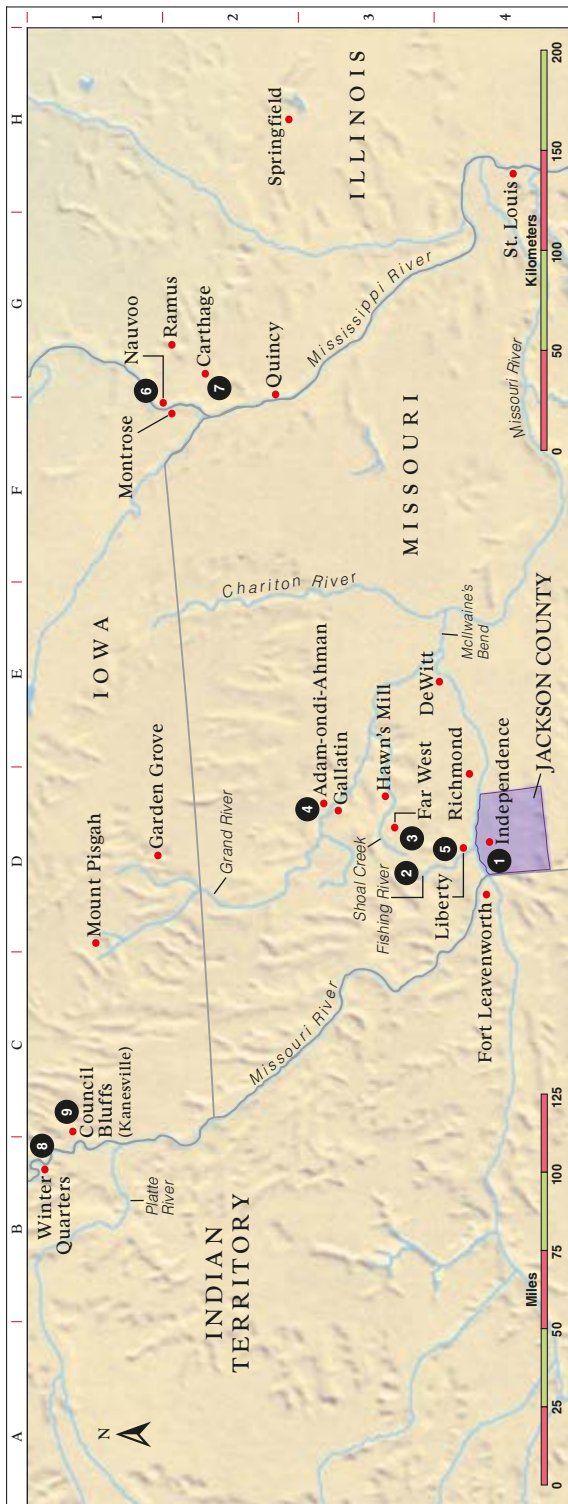 A
B
C
D
E
F
G
H
1
2
3
4
N
IOWA
ILLINOIS
MISSOURI
INDIAN
TERRITORY
JACKSON COUNTY
8
Winter
Quarters
9
Council
Bluffs
(Kanesville)
Platte
River
Missouri River
Mount Pisgah
Garden Grove
Grand River
4
Adam-ondi-Ahman
Gallatin
Shoal Creek
Hawn's Mill
Far West
3
2
Fishing River
5
Liberty
Richmond
DeWitt
McIlwaine's
Bend
Chariton River
1
Independence
Fort Leavenworth
6
Nauvoo
Montrose
Ramus
Carthage
7
Quincy
Mississippi River
Springfield
St. Louis
Missouri River
Miles
0
25
50
75
100
125
Kilometers
0
50
100
150
200